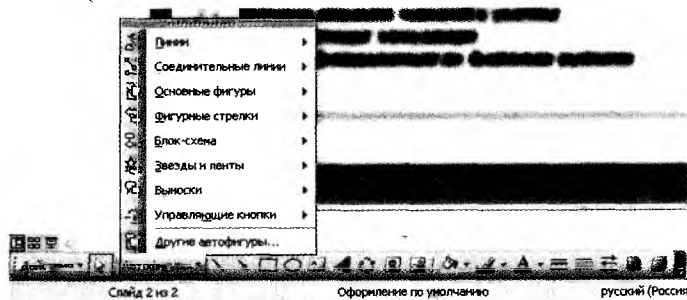 Линии
Соединительные линии
Основные фигуры
Фигурные стрелки
Блок-схема
Звезды и ленты
Выноски
Управляющие кнопки
Другие автофигуры...
Слайд 2 из 2 Оформление по умолчанию русский (Россия